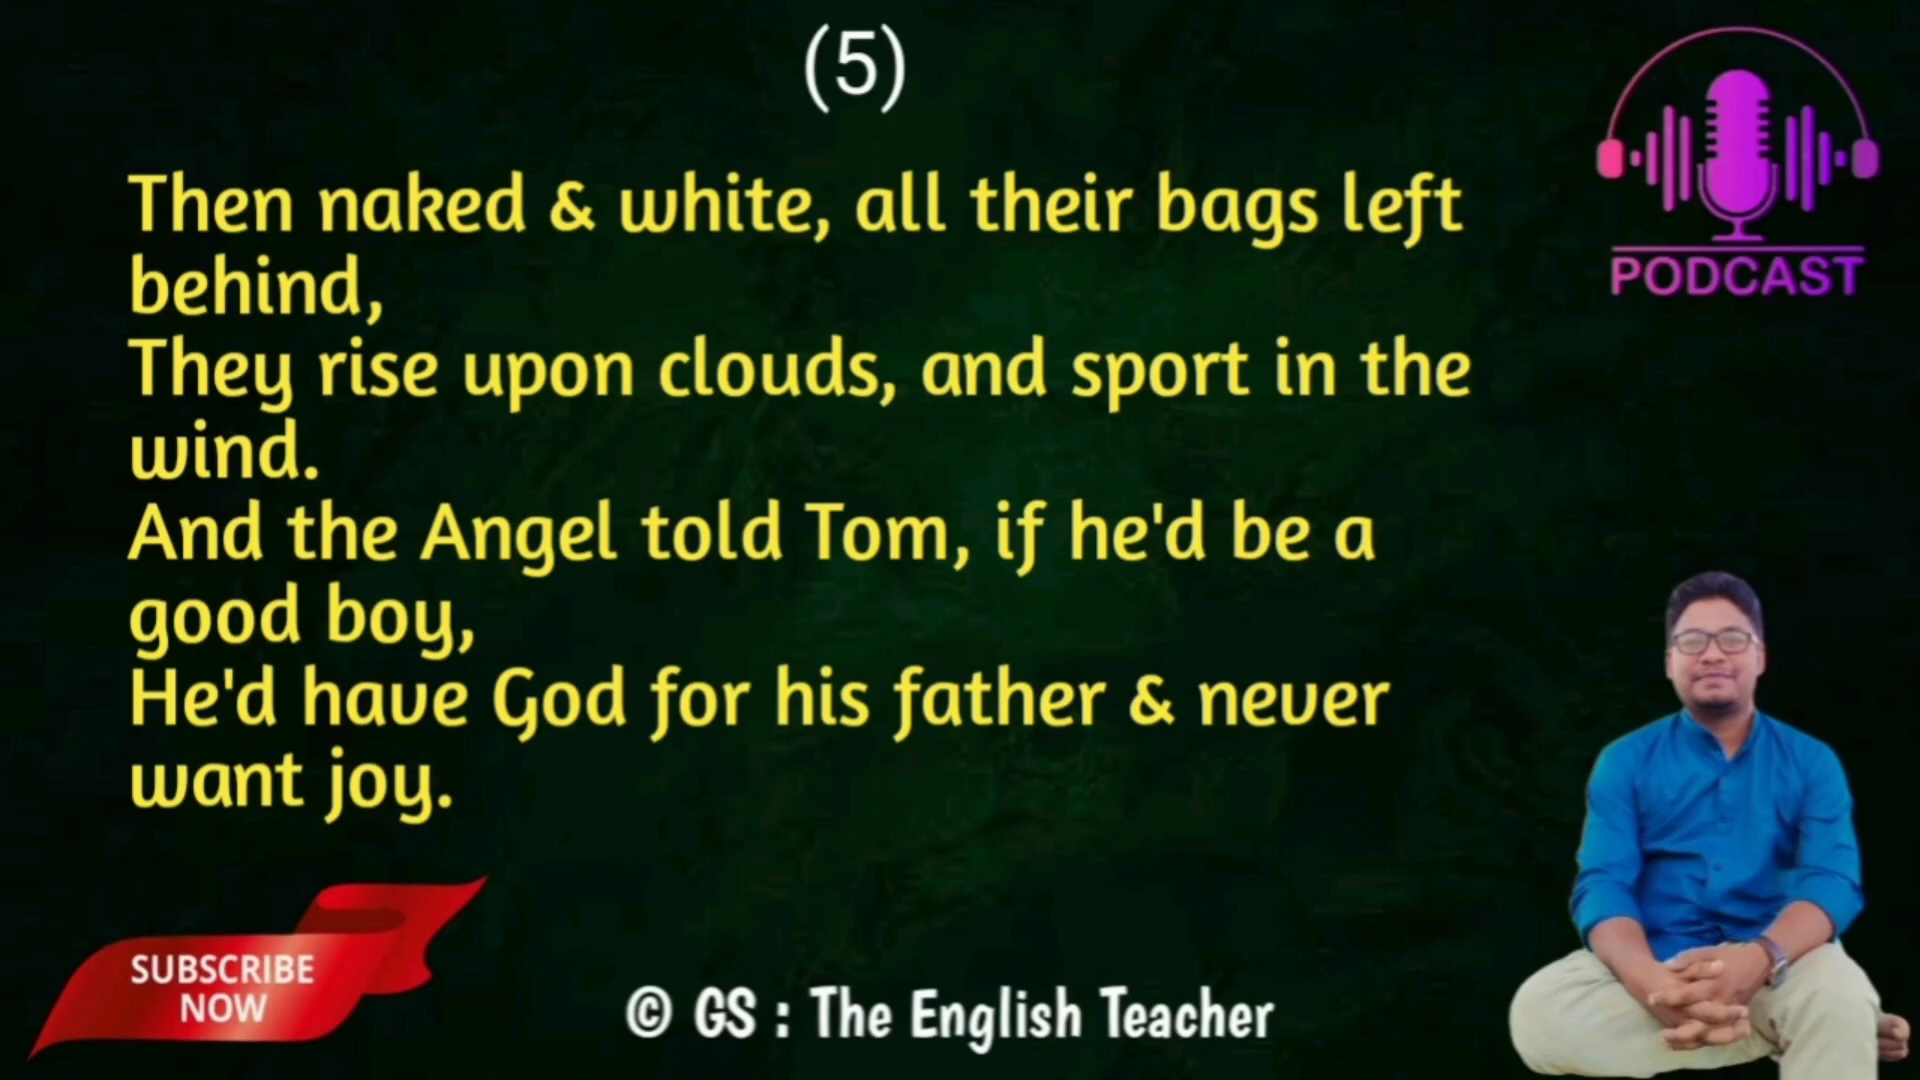 (5)
Then naked & white, all their bags left
behind,
They rise upon clouds, and sport in the
wind.
And the Angel told Tom, if he'd be a
good boy,
He'd have God for his father & never
want joy.
PODCAST
SUBSCRIBE
NOW
© GS : The English Teacher